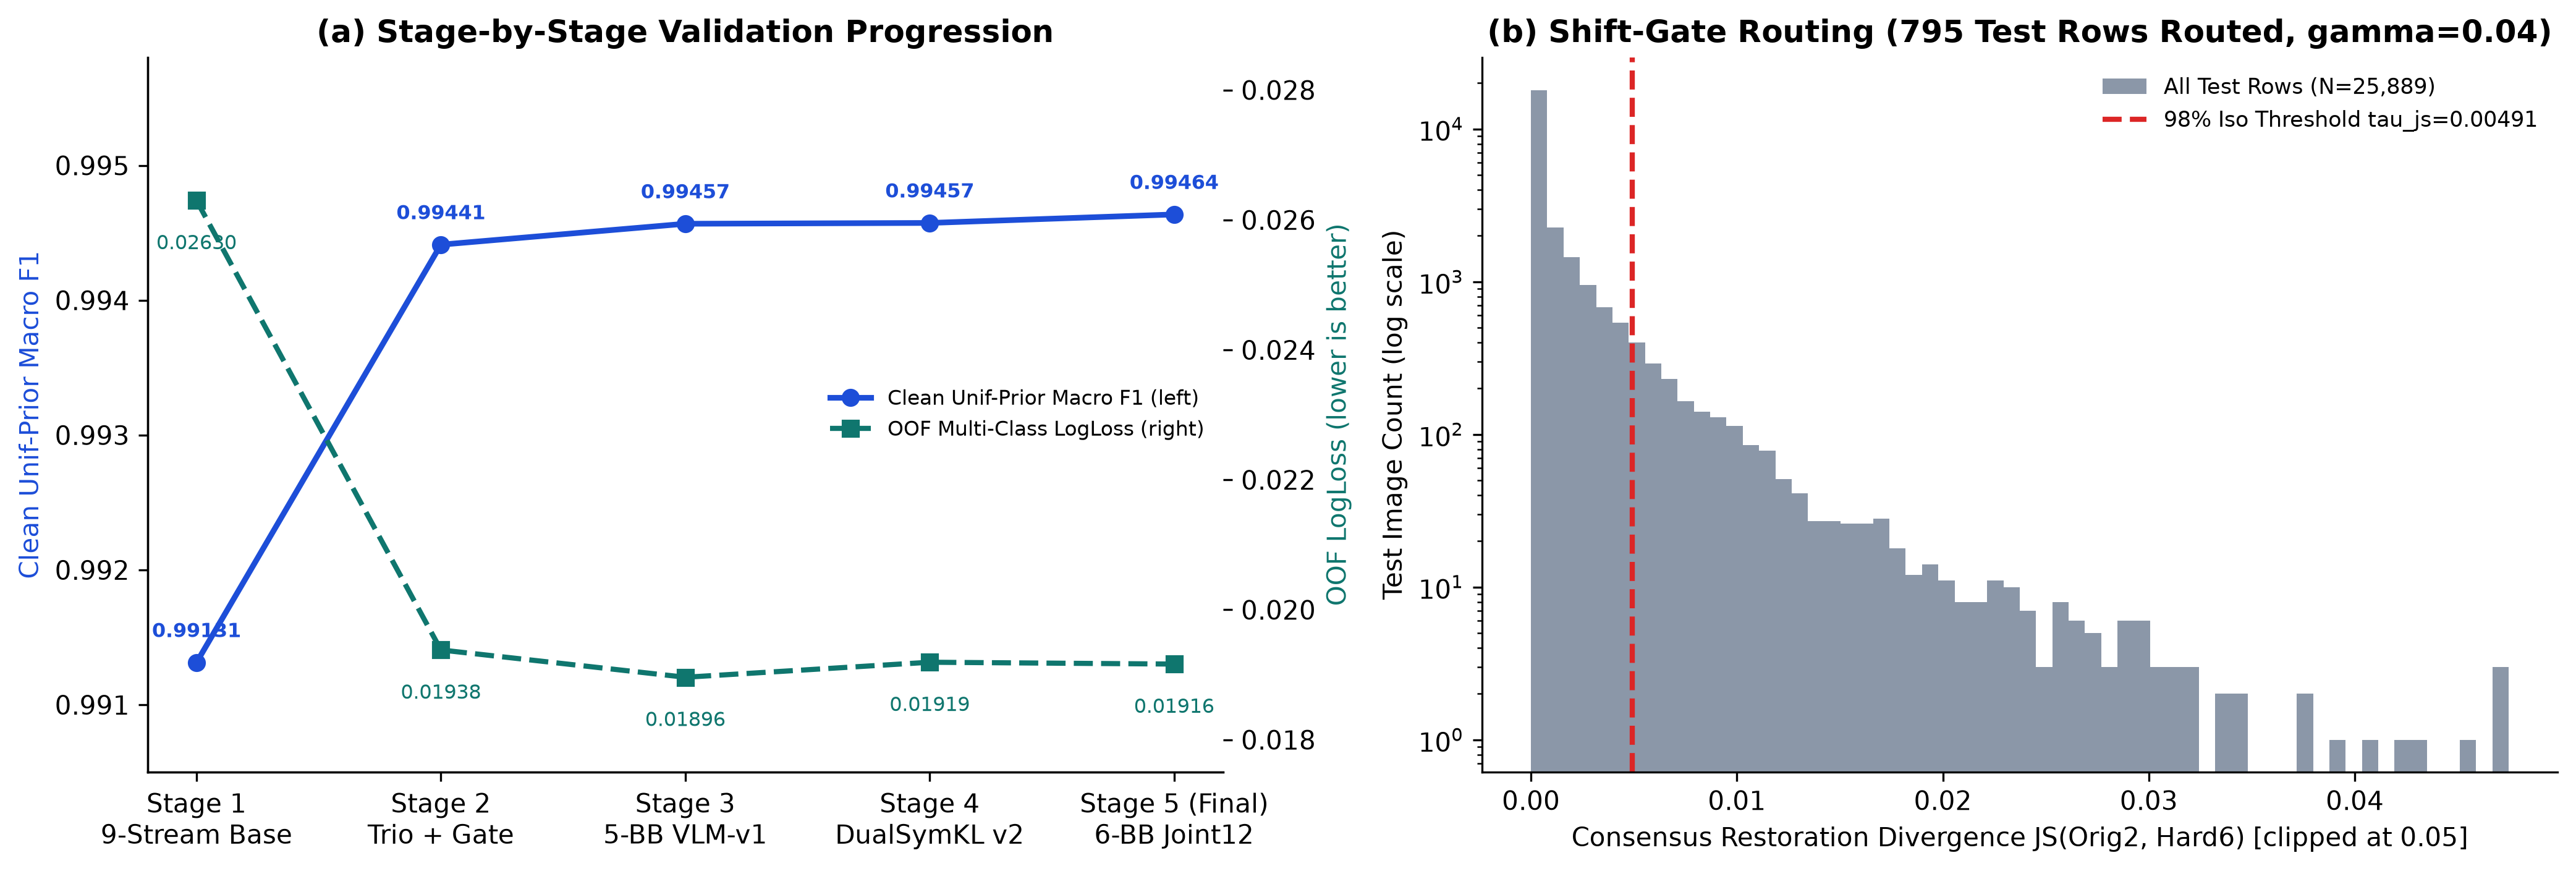 (a) Stage-by-Stage Validation Progression
Clean Unif-Prior Macro F1
0.995
0.994
0.993
0.992
0.991
0.99131
0.99441
0.99457
0.99457
0.99464
0.02630
0.01938
0.01896
0.01919
0.01916
Clean Unif-Prior Macro F1 (left)
OOF Multi-Class LogLoss (right)
0.028
0.026
0.024
0.022
0.020
0.018
OOF LogLoss (lower is better)
Stage 1
9-Stream Base
Stage 2
Trio + Gate
Stage 3
5-BB VLM-v1
Stage 4
DualSymKL v2
Stage 5 (Final)
6-BB Joint12
(b) Shift-Gate Routing (795 Test Rows Routed, gamma=0.04)
All Test Rows (N=25,889)
98% Iso Threshold tau_js=0.00491
Test Image Count (log scale)
10⁴
10³
10²
10¹
10⁰
0.00
0.01
0.02
0.03
0.04
Consensus Restoration Divergence JS(Orig2, Hard6) [clipped at 0.05]